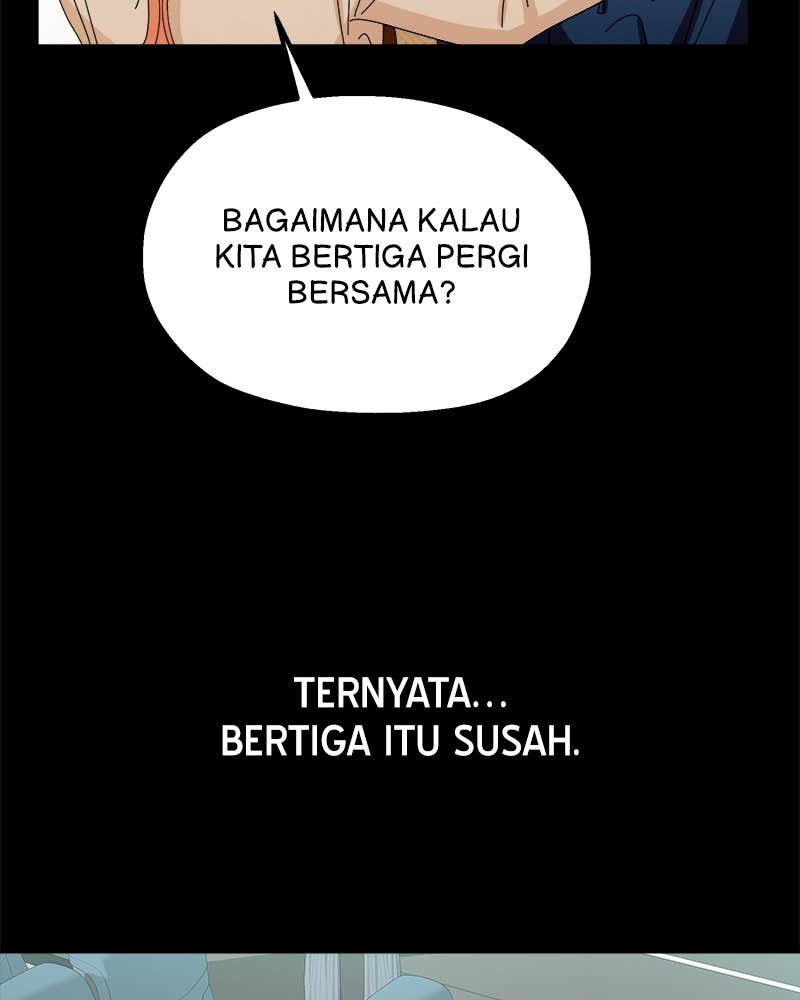 BAGAIMANA KALAU
KITA BERTIGA PERGI
BERSAMA?
TERNYATA...
BERTIGA ITU SUSAH.